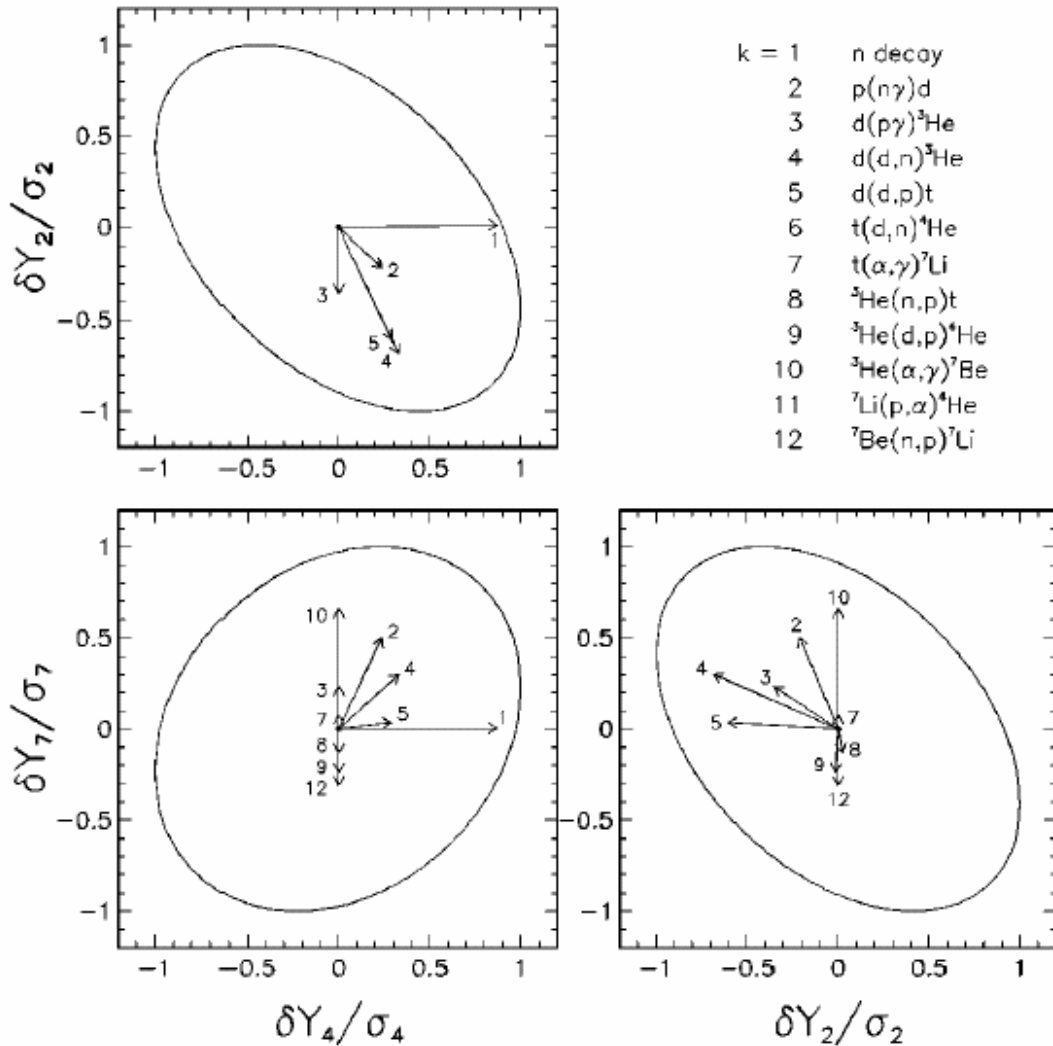 k = 1 n decay
2 p(nγ)d
3 d(pγ)³He
4 d(d,n)³He
5 d(d,p)t
6 t(d,n)⁴He
7 t(α,γ)⁷Li
8 ³He(n,p)t
9 ³He(d,p)⁴He
10 ³He(α,γ)⁷Be
11 ⁷Li(p,α)⁴He
12 ⁷Be(n,p)⁷Li
δY₂/σ₂
1
0.5
0
−0.5
−1
1
2
3
5
4
−1 −0.5 0 0.5 1
δY₇/σ₇
1
0.5
0
−0.5
−1
10
2
4
3
7
5
1
8
9
12
−1 −0.5 0 0.5 1
δY₄/σ₄
1
0.5
0
−0.5
−1
10
2
4
3
7
5
8
9
12
−1 −0.5 0 0.5 1
δY₂/σ₂